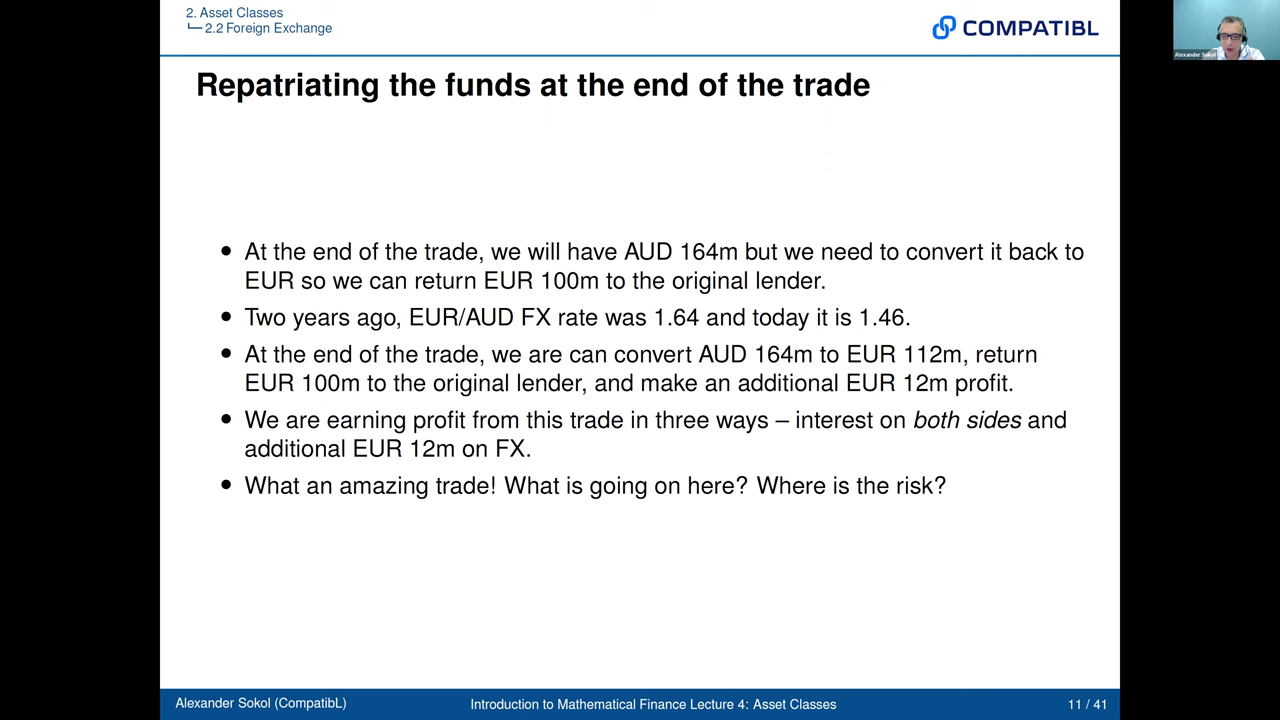 2. Asset Classes
2.2 Foreign Exchange
COMPATIBL
Alexander Sokol
Repatriating the funds at the end of the trade
• At the end of the trade, we will have AUD 164m but we need to convert it back to
EUR so we can return EUR 100m to the original lender.
• Two years ago, EUR/AUD FX rate was 1.64 and today it is 1.46.
• At the end of the trade, we are can convert AUD 164m to EUR 112m, return
EUR 100m to the original lender, and make an additional EUR 12m profit.
• We are earning profit from this trade in three ways – interest on both sides and
additional EUR 12m on FX.
• What an amazing trade! What is going on here? Where is the risk?
Alexander Sokol (CompatibL)
Introduction to Mathematical Finance Lecture 4: Asset Classes
11 / 41